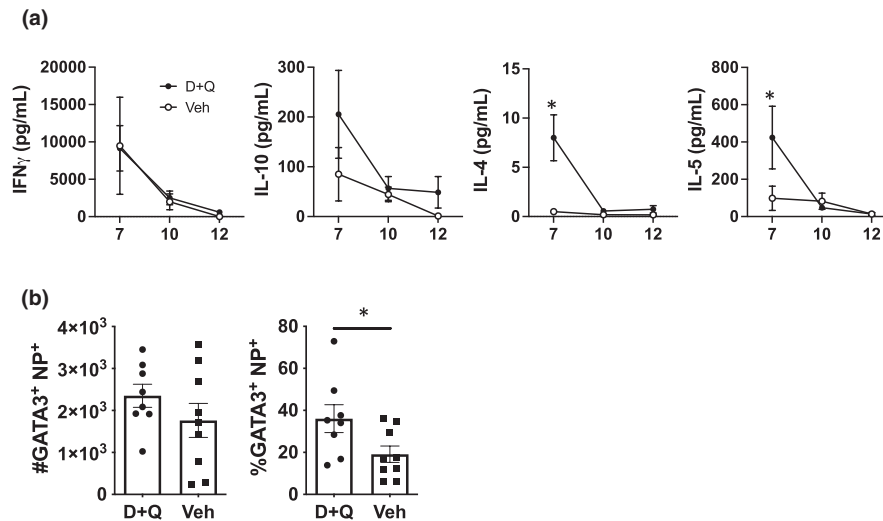 (a)
IFNγ (pg/mL)
20000
15000
10000
5000
0
7 10 12
D+Q
Veh
IL-10 (pg/mL)
300
200
100
0
7 10 12
IL-4 (pg/mL)
15
10
5
0
*
7 10 12
IL-5 (pg/mL)
800
600
400
200
0
*
7 10 12
(b)
#GATA3⁺ NP⁺
4×10³
3×10³
2×10³
1×10³
0
D+Q Veh
%GATA3⁺ NP⁺
80
60
40
20
0
*
D+Q Veh